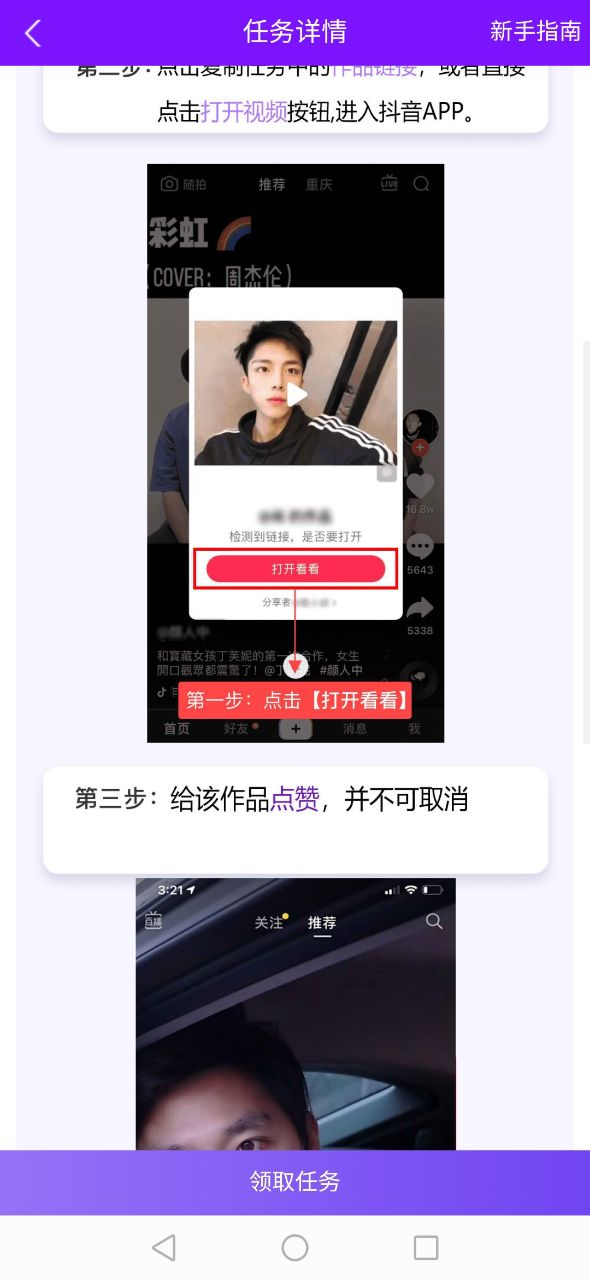 任务详情
新手指南
第二步：点击复制任务中的作品链接，或者直接
点击打开视频按钮,进入抖音APP。
随拍
推荐
重庆
LIVE
彩虹
(COVER: 周杰伦)
16.8w
检测到链接，是否要打开
打开看看
5643
分享者
5338
@颜人中
和寶藏女孩丁芙妮的第一 合作，女生
開口觀眾都震驚了！@丁 妮 #颜人中
第一步：点击【打开看看】
首页
好友
消息
我
第三步：给该作品点赞，并不可取消
3:21
直播
关注
推荐
领取任务